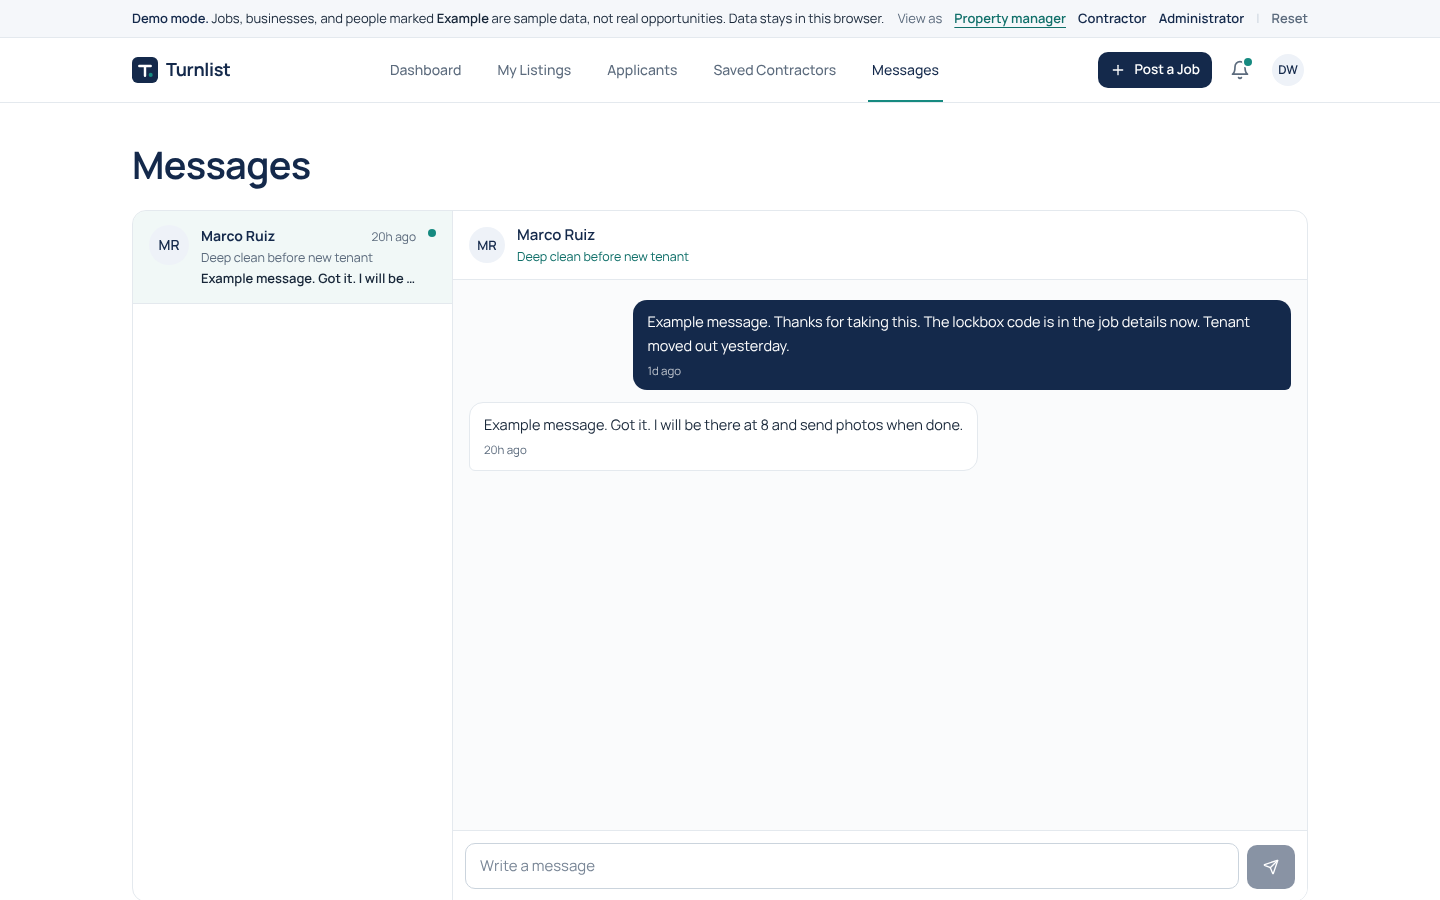 Demo mode. Jobs, businesses, and people marked Example are sample data, not real opportunities. Data stays in this browser. View as Property manager Contractor Administrator Reset
Turnlist Dashboard My Listings Applicants Saved Contractors Messages + Post a Job DW
Messages
MR Marco Ruiz 20h ago
Deep clean before new tenant
Example message. Got it. I will be ...
MR Marco Ruiz
Deep clean before new tenant
Example message. Thanks for taking this. The lockbox code is in the job details now. Tenant
moved out yesterday.
1d ago
Example message. Got it. I will be there at 8 and send photos when done.
20h ago
Write a message